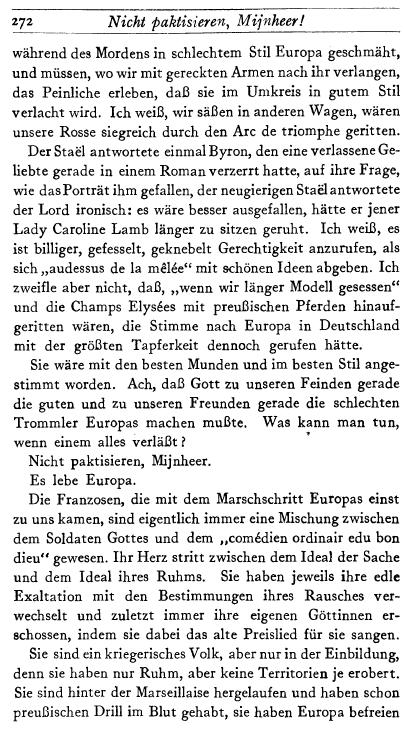 272 Nicht paktisieren, Mijnheer!
während des Mordens in schlechtem Stil Europa geschmäht,
und müssen, wo wir mit gereckten Armen nach ihr verlangen,
das Peinliche erleben, daß sie im Umkreis in gutem Stil
verlacht wird. Ich weiß, wir säßen in anderen Wagen, wären
unsere Rosse siegreich durch den Arc de triomphe geritten.
Der Staël antwortete einmal Byron, den eine verlassene Ge-
liebte gerade in einem Roman verzerrt hatte, auf ihre Frage,
wie das Porträt ihm gefallen, der neugierigen Staël antwortete
der Lord ironisch: es wäre besser ausgefallen, hätte er jener
Lady Caroline Lamb länger zu sitzen geruht. Ich weiß, es
ist billiger, gefesselt, geknebelt Gerechtigkeit anzurufen, als
sich „audessus de la mêlée“ mit schönen Ideen abgeben. Ich
zweifle aber nicht, daß, „wenn wir länger Modell gesessen“
und die Champs Elysées mit preußischen Pferden hinauf-
geritten wären, die Stimme nach Europa in Deutschland
mit der größten Tapferkeit dennoch gerufen hätte.
Sie wäre mit den besten Munden und im besten Stil ange-
stimmt worden. Ach, daß Gott zu unseren Feinden gerade
die guten und zu unseren Freunden gerade die schlechten
Trommler Europas machen mußte. Was kann man tun,
wenn einem alles verläßt?
Nicht paktisieren, Mijnheer.
Es lebe Europa.
Die Franzosen, die mit dem Marschschritt Europas einst
zu uns kamen, sind eigentlich immer eine Mischung zwischen
dem Soldaten Gottes und dem „comédien ordinair edu bon
dieu“ gewesen. Ihr Herz stritt zwischen dem Ideal der Sache
und dem Ideal ihres Ruhms. Sie haben jeweils ihre edle
Exaltation mit den Bestimmungen ihres Rausches ver-
wechselt und zuletzt immer ihre eigenen Göttinnen er-
schossen, indem sie dabei das alte Preislied für sie sangen.
Sie sind ein kriegerisches Volk, aber nur in der Einbildung,
denn sie haben nur Ruhm, aber keine Territorien je erobert.
Sie sind hinter der Marseillaise hergelaufen und haben schon
preußischen Drill im Blut gehabt, sie haben Europa befreien